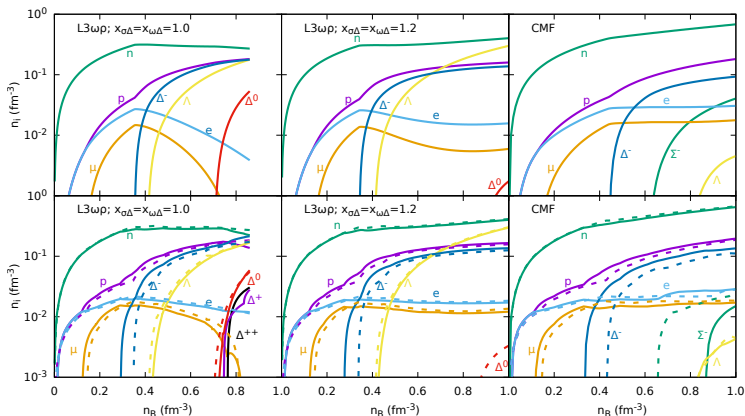 L3ωρ; xσΔ=xωΔ=1.0
L3ωρ; xσΔ=xωΔ=1.2
CMF
10⁰
10⁻¹
10⁻²
10⁰
nᵢ (fm⁻³)
n
p
Δ⁻
Λ
Δ⁰
e
μ
n
p
Δ⁻
Λ
e
μ
Δ⁰
n
p
e
μ
Δ⁻
Σ⁻
Λ
L3ωρ; xσΔ=xωΔ=1.0
L3ωρ; xσΔ=xωΔ=1.2
CMF
10⁻¹
10⁻²
10⁻³
nᵢ (fm⁻³)
n
p
Δ⁻
Λ
Δ⁰
Δ⁺
e
Δ⁺⁺
μ
n
p
Δ⁻
Λ
e
μ
Δ⁰
n
p
e
μ
Δ⁻
Σ⁻
Λ
0 0.2 0.4 0.6 0.8 1.0
0.2 0.4 0.6 0.8 1.0
0.2 0.4 0.6 0.8 1.0
n_B (fm⁻³)
n_B (fm⁻³)
n_B (fm⁻³)